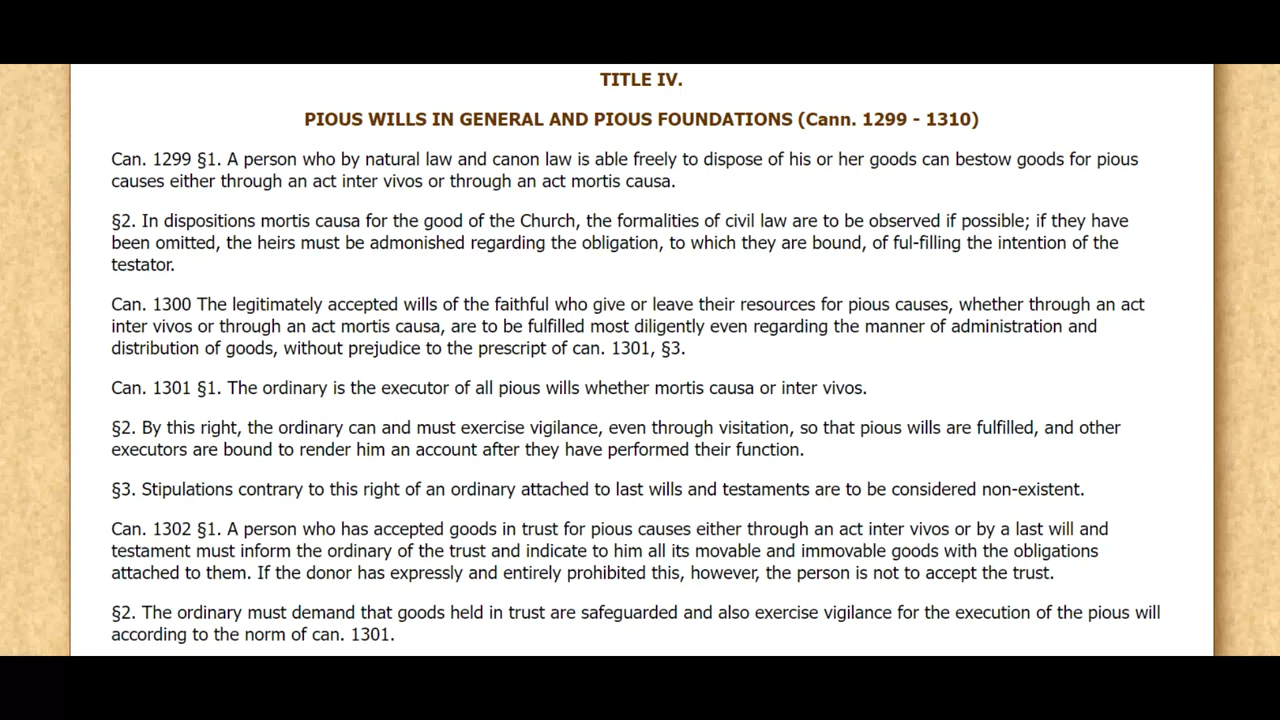 TITLE IV.
PIOUS WILLS IN GENERAL AND PIOUS FOUNDATIONS (Cann. 1299 - 1310)
Can. 1299 §1. A person who by natural law and canon law is able freely to dispose of his or her goods can bestow goods for pious
causes either through an act inter vivos or through an act mortis causa.
§2. In dispositions mortis causa for the good of the Church, the formalities of civil law are to be observed if possible; if they have
been omitted, the heirs must be admonished regarding the obligation, to which they are bound, of ful-filling the intention of the
testator.
Can. 1300 The legitimately accepted wills of the faithful who give or leave their resources for pious causes, whether through an act
inter vivos or through an act mortis causa, are to be fulfilled most diligently even regarding the manner of administration and
distribution of goods, without prejudice to the prescript of can. 1301, §3.
Can. 1301 §1. The ordinary is the executor of all pious wills whether mortis causa or inter vivos.
§2. By this right, the ordinary can and must exercise vigilance, even through visitation, so that pious wills are fulfilled, and other
executors are bound to render him an account after they have performed their function.
§3. Stipulations contrary to this right of an ordinary attached to last wills and testaments are to be considered non-existent.
Can. 1302 §1. A person who has accepted goods in trust for pious causes either through an act inter vivos or by a last will and
testament must inform the ordinary of the trust and indicate to him all its movable and immovable goods with the obligations
attached to them. If the donor has expressly and entirely prohibited this, however, the person is not to accept the trust.
§2. The ordinary must demand that goods held in trust are safeguarded and also exercise vigilance for the execution of the pious will
according to the norm of can. 1301.